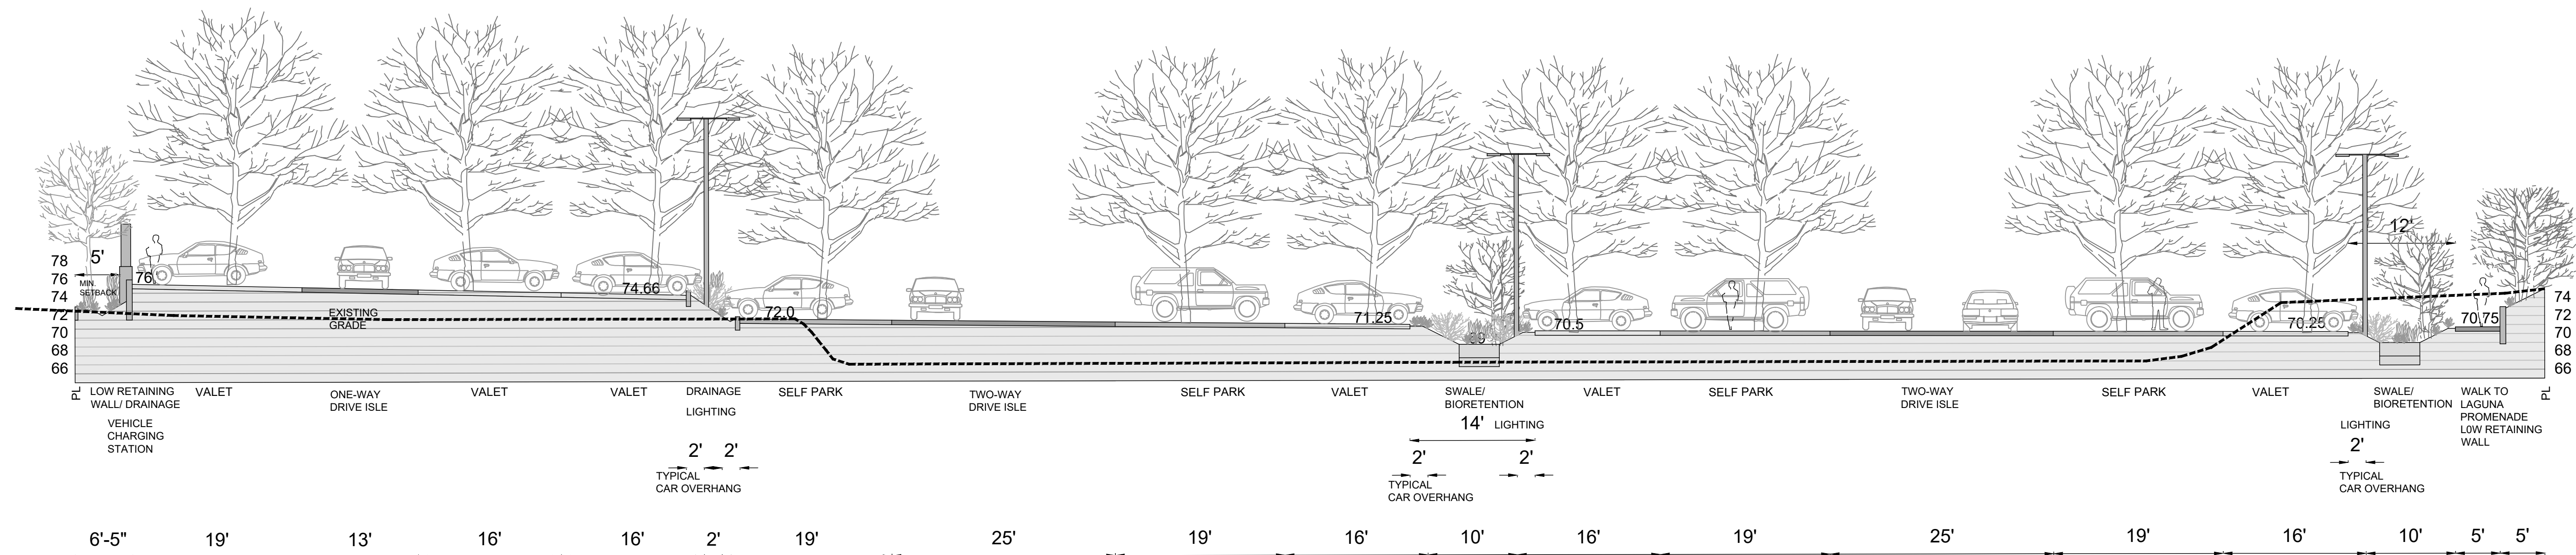 12'
78
76
74
72
70
68
66
5'
MIN.
SETBACK
76
74.66
EXISTING
GRADE
72.0
71.25
69
70.5
70.25
70.75
74
72
70
68
66
PL
LOW RETAINING
WALL/ DRAINAGE
VEHICLE
CHARGING
STATION
VALET
ONE-WAY
DRIVE ISLE
VALET
VALET
DRAINAGE
LIGHTING
2' 2'
TYPICAL
CAR OVERHANG
SELF PARK
TWO-WAY
DRIVE ISLE
SELF PARK
VALET
SWALE/
BIORETENTION
14' LIGHTING
2' 2'
TYPICAL
CAR OVERHANG
VALET
SELF PARK
TWO-WAY
DRIVE ISLE
SELF PARK
VALET
LIGHTING
2'
TYPICAL
CAR OVERHANG
SWALE/
BIORETENTION
WALK TO
LAGUNA
PROMENADE
L0W RETAINING
WALL
PL
6'-5" 19' 13' 16' 16' 2' 19' 25' 19' 16' 10' 16' 19' 25' 19' 16' 10' 5' 5'